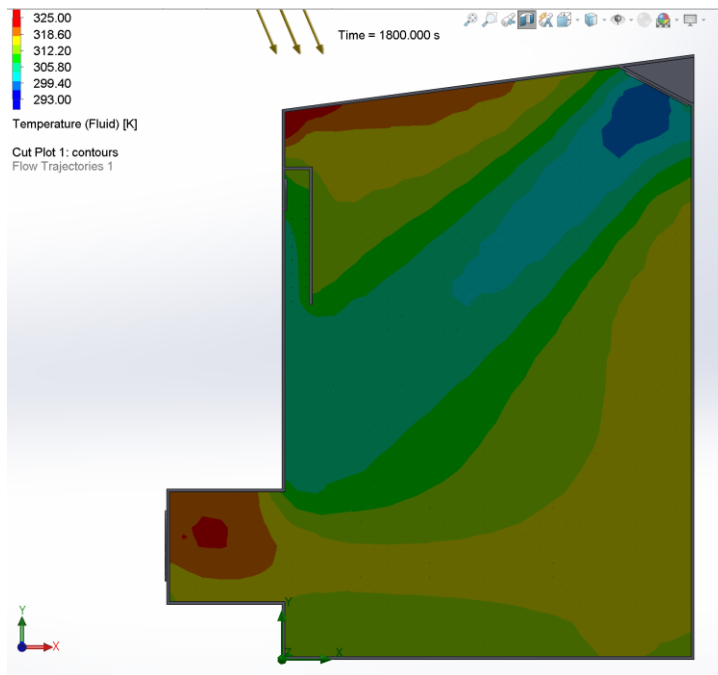 325.00
318.60
312.20
305.80
299.40
293.00
Temperature (Fluid) [K]
Cut Plot 1: contours
Flow Trajectories 1
Time = 1800.000 s
Y
X
Y
Z
X